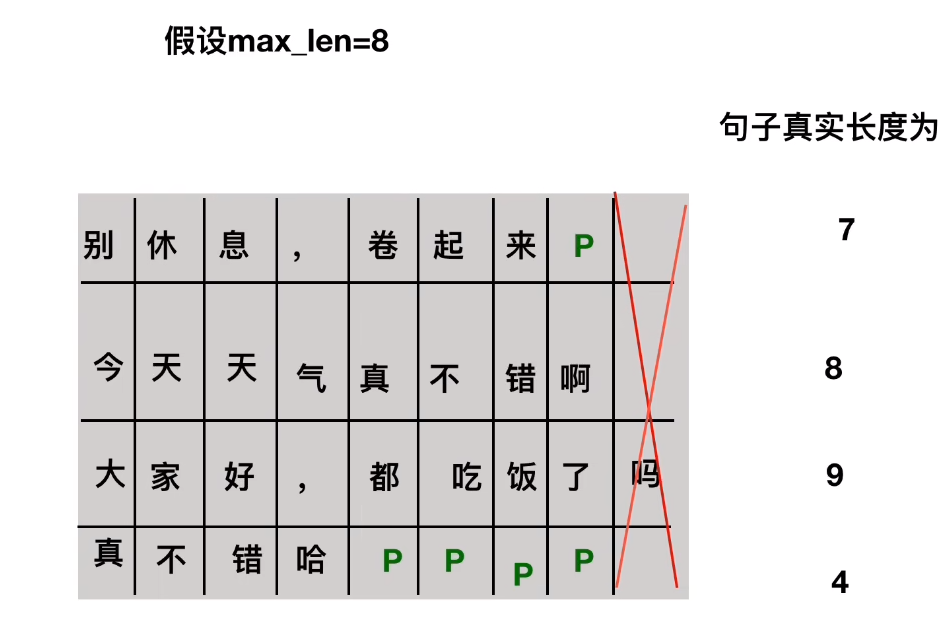 假设max_len=8
句子真实长度为
别 休 息 ， 卷 起 来 P 7
今 天 天 气 真 不 错 啊 8
大 家 好 ， 都 吃 饭 了 吗 9
真 不 错 哈 P P P P 4